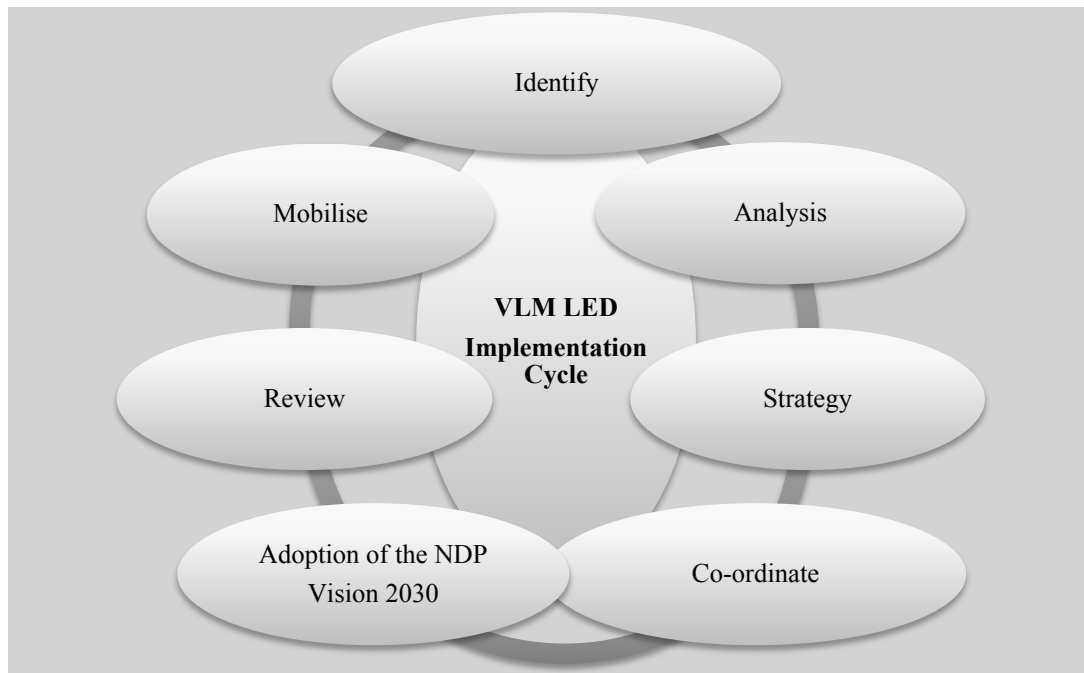 Identify
Analysis
Strategy
Co-ordinate
Adoption of the NDP
Vision 2030
Review
Mobilise
VLM LED
Implementation
Cycle